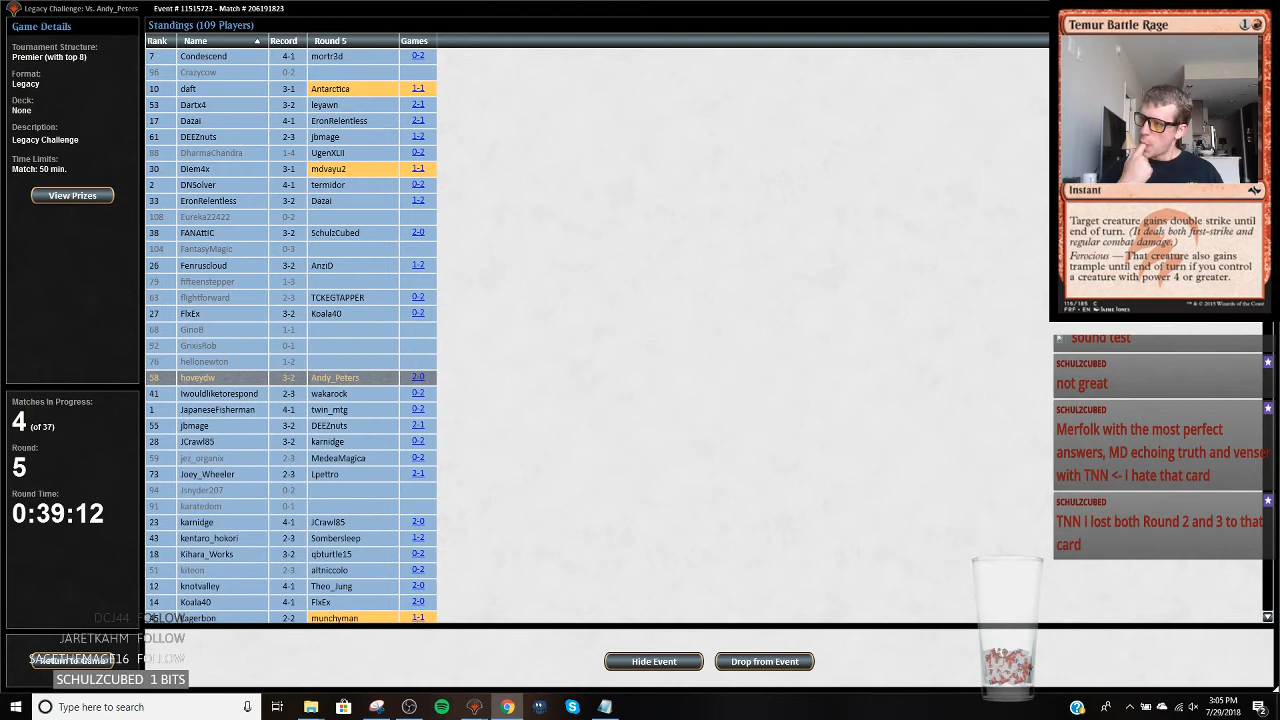 Legacy Challenge: Vs. Andy_Peters Event # 11515723 - Match # 206191823
Game Details
Tournament Structure:
Premier (with top 8)
Format:
Legacy
Deck:
None
Description:
Legacy Challenge
Time Limits:
Match: 50 min.
View Prizes
Matches In Progress:
4 (of 37)
Round:
5
Round Time:
0:39:12
Standings (109 Players)
Rank Name Record Round 5 Games
7 Condescend 4-1 mortr3d 0-2
96 Crazycow 0-2
10 daft 3-1 Antarctica 1-1
53 Dartx4 3-2 leyawn 2-1
17 Dazai 4-1 EronRelentless 2-1
61 DEEZnuts 2-3 jbmage 1-2
88 DharmaChandra 1-4 UgenXLII 0-2
30 Diem4x 3-1 mdvayu2 1-1
2 DNSolver 4-1 termidor 0-2
33 EronRelentless 3-2 Dazai 1-2
108 Eureka22422 0-2
38 FANAttIC 3-2 SchulzCubed 2-0
104 FantasyMagic 0-3
26 Fenruscloud 3-2 AnziD 1-2
79 fifteenstepper 1-3
63 flightforward 2-3 TCKEGTAPPER 0-2
27 FlxEx 3-2 Koala40 0-2
68 GinoB 1-1
92 GrixisRob 0-1
76 hellonewton 1-2
58 hoveydw 3-2 Andy_Peters 2-0
41 Iwouldliketorespond 2-3 wakarock 0-2
1 JapaneseFisherman 4-1 twin_mtg 0-2
55 jbmage 3-2 DEEZnuts 2-1
28 JCrawl85 3-2 karnidge 0-2
59 jez_organix 2-3 MedeaMagica 0-2
73 Joey_Wheeler 2-3 Lpettro 2-1
94 Jsnyder207 0-2
91 karatedom 0-1
23 karnidge 4-1 JCrawl85 2-0
43 kentaro_hokori 2-3 Sombersleep 1-2
18 Kihara_Works 3-2 qbturtle15 0-2
51 kiteon 2-3 altniccolo 0-2
12 knotvalley 4-1 Theo_Jung 2-0
14 Koala40 4-1 FlxEx 2-0
lagerbon 2-2 munchyman 1-1
Hide Event
Drop from Event
DCJ44 FOLLOW
JARETKAHM FOLLOW
SAGETHEMAGE16 FOLLOW
SCHULZCUBED 1 BITS
Temur Battle Rage 1
Instant
Target creature gains double strike until
end of turn. (It deals both first-strike and
regular combat damage.)
Ferocious — That creature also gains
trample until end of turn if you control
a creature with power 4 or greater.
116/185 C
FRF • EN
™ & © 2015 Wizards of the Coast
sound test
SCHULZCUBED
not great
SCHULZCUBED
Merfolk with the most perfect
answers, MD echoing truth and venser
with TNN <- I hate that card
SCHULZCUBED
TNN I lost both Round 2 and 3 to that
card
Type here to search
3:05 PM
7/29/2018
2